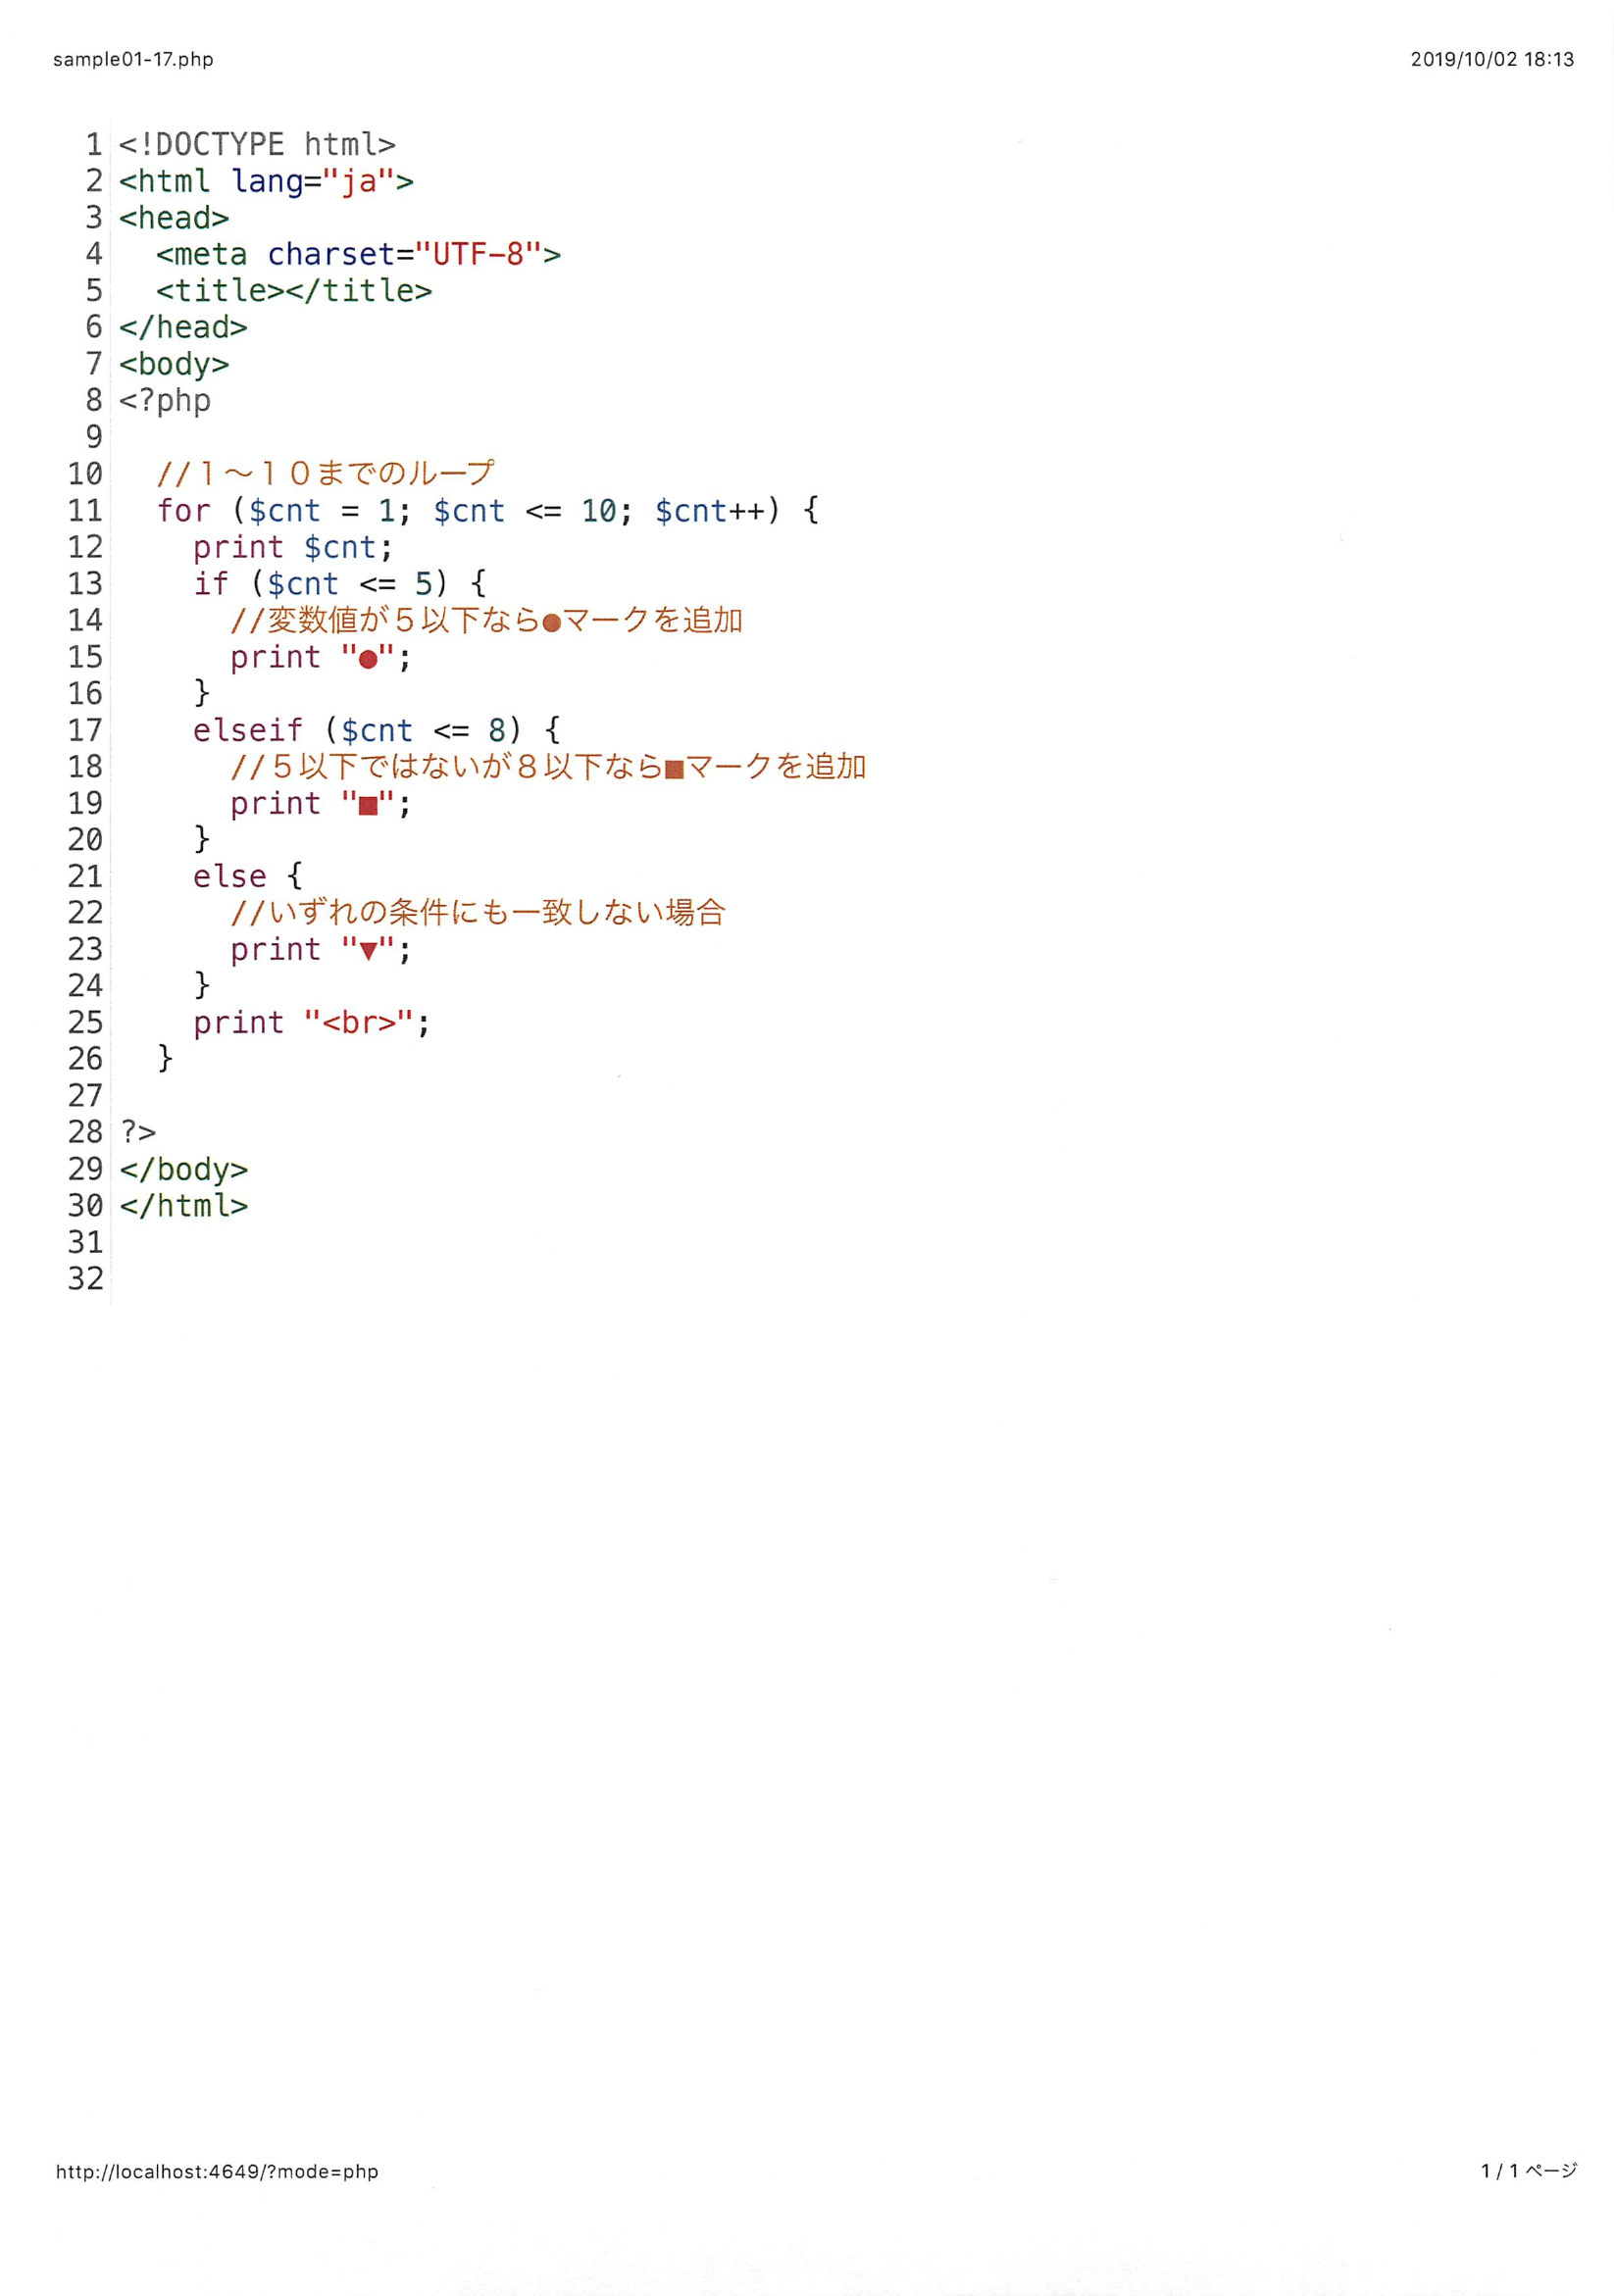 sample01-17.php 2019/10/02 18:13
1 <!DOCTYPE html>
2 <html lang="ja">
3 <head>
4   <meta charset="UTF-8">
5   <title></title>
6 </head>
7 <body>
8 <?php
9
10   //１～１０までのループ
11   for ($cnt = 1; $cnt <= 10; $cnt++) {
12     print $cnt;
13     if ($cnt <= 5) {
14       //変数値が５以下なら●マークを追加
15       print "●";
16     }
17     elseif ($cnt <= 8) {
18       //５以下ではないが８以下なら■マークを追加
19       print "■";
20     }
21     else {
22       //いずれの条件にも一致しない場合
23       print "▼";
24     }
25     print "<br>";
26   }
27
28 ?>
29 </body>
30 </html>
31
32
http://localhost:4649/?mode=php 1 / 1 ページ